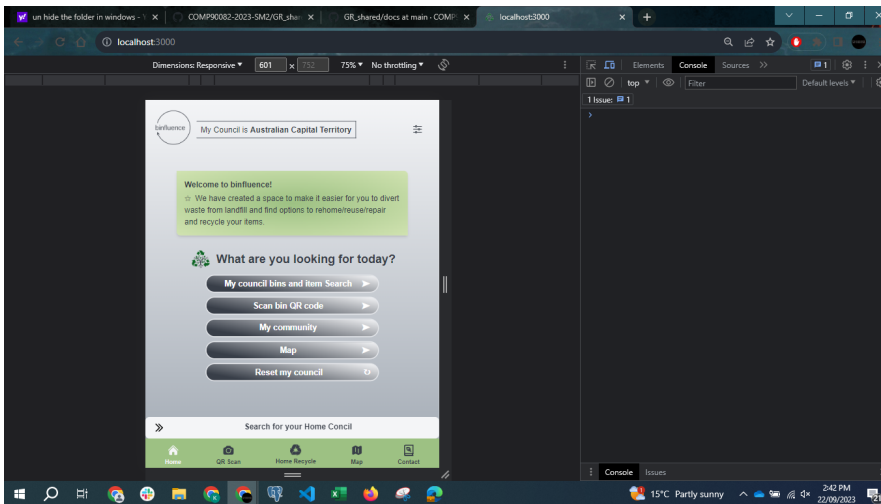 un hide the folder in windows - Y
COMP90082-2023-SM2/GR_shar
GR_shared/docs at main · COMP
localhost:3000
localhost:3000
Dimensions: Responsive 601 × 752 75% No throttling
Elements Console Sources
1
top Filter Default levels
1 Issue: 1
binfluence
My Council is Australian Capital Territory
Welcome to binfluence!
☆ We have created a space to make it easier for you to divert
waste from landfill and find options to rehome/reuse/repair
and recycle your items.
What are you looking for today?
My council bins and item Search
Scan bin QR code
My community
Map
Reset my council
Search for your Home Concil
Home QR Scan Home Recycle Map Contact
Console Issues
15°C Partly sunny
2:42 PM
22/09/2023